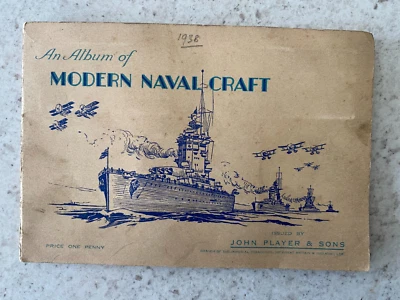 1938
An Album of
MODERN NAVAL CRAFT
ISSUED BY
JOHN PLAYER & SONS
PRICE ONE PENNY